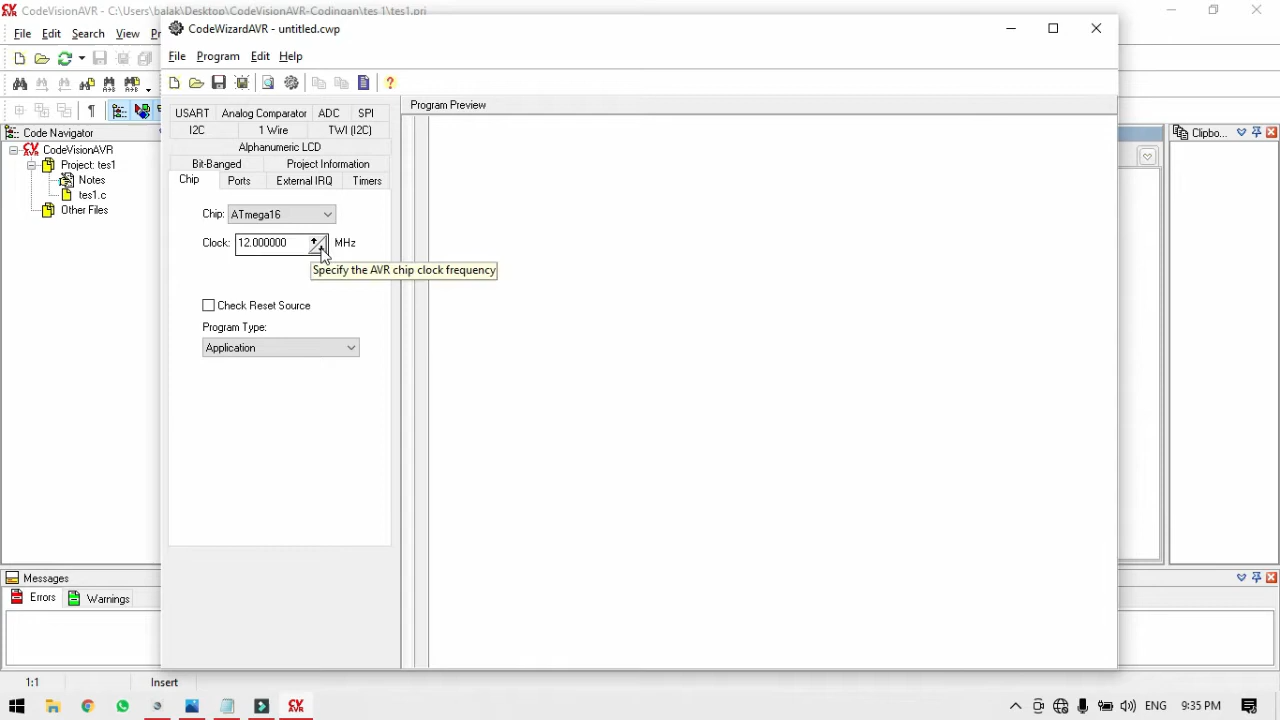 CodeVisionAVR - C:\Users\balak\Desktop\CodeVisionAVR-Codingan\tes 1\tes1.prj
File Edit Search View
CodeWizardAVR - untitled.cwp
File Program Edit Help
USART Analog Comparator ADC SPI
I2C 1 Wire TWI (I2C)
Alphanumeric LCD
Bit-Banged Project Information
Chip Ports External IRQ Timers
Chip: ATmega16
Clock: 12.000000 MHz
Specify the AVR chip clock frequency
Check Reset Source
Program Type:
Application
Program Preview
Code Navigator
CodeVisionAVR
Project: tes1
Notes
tes1.c
Other Files
Clipbo...
Messages
Errors Warnings
1:1 Insert
ENG 9:35 PM